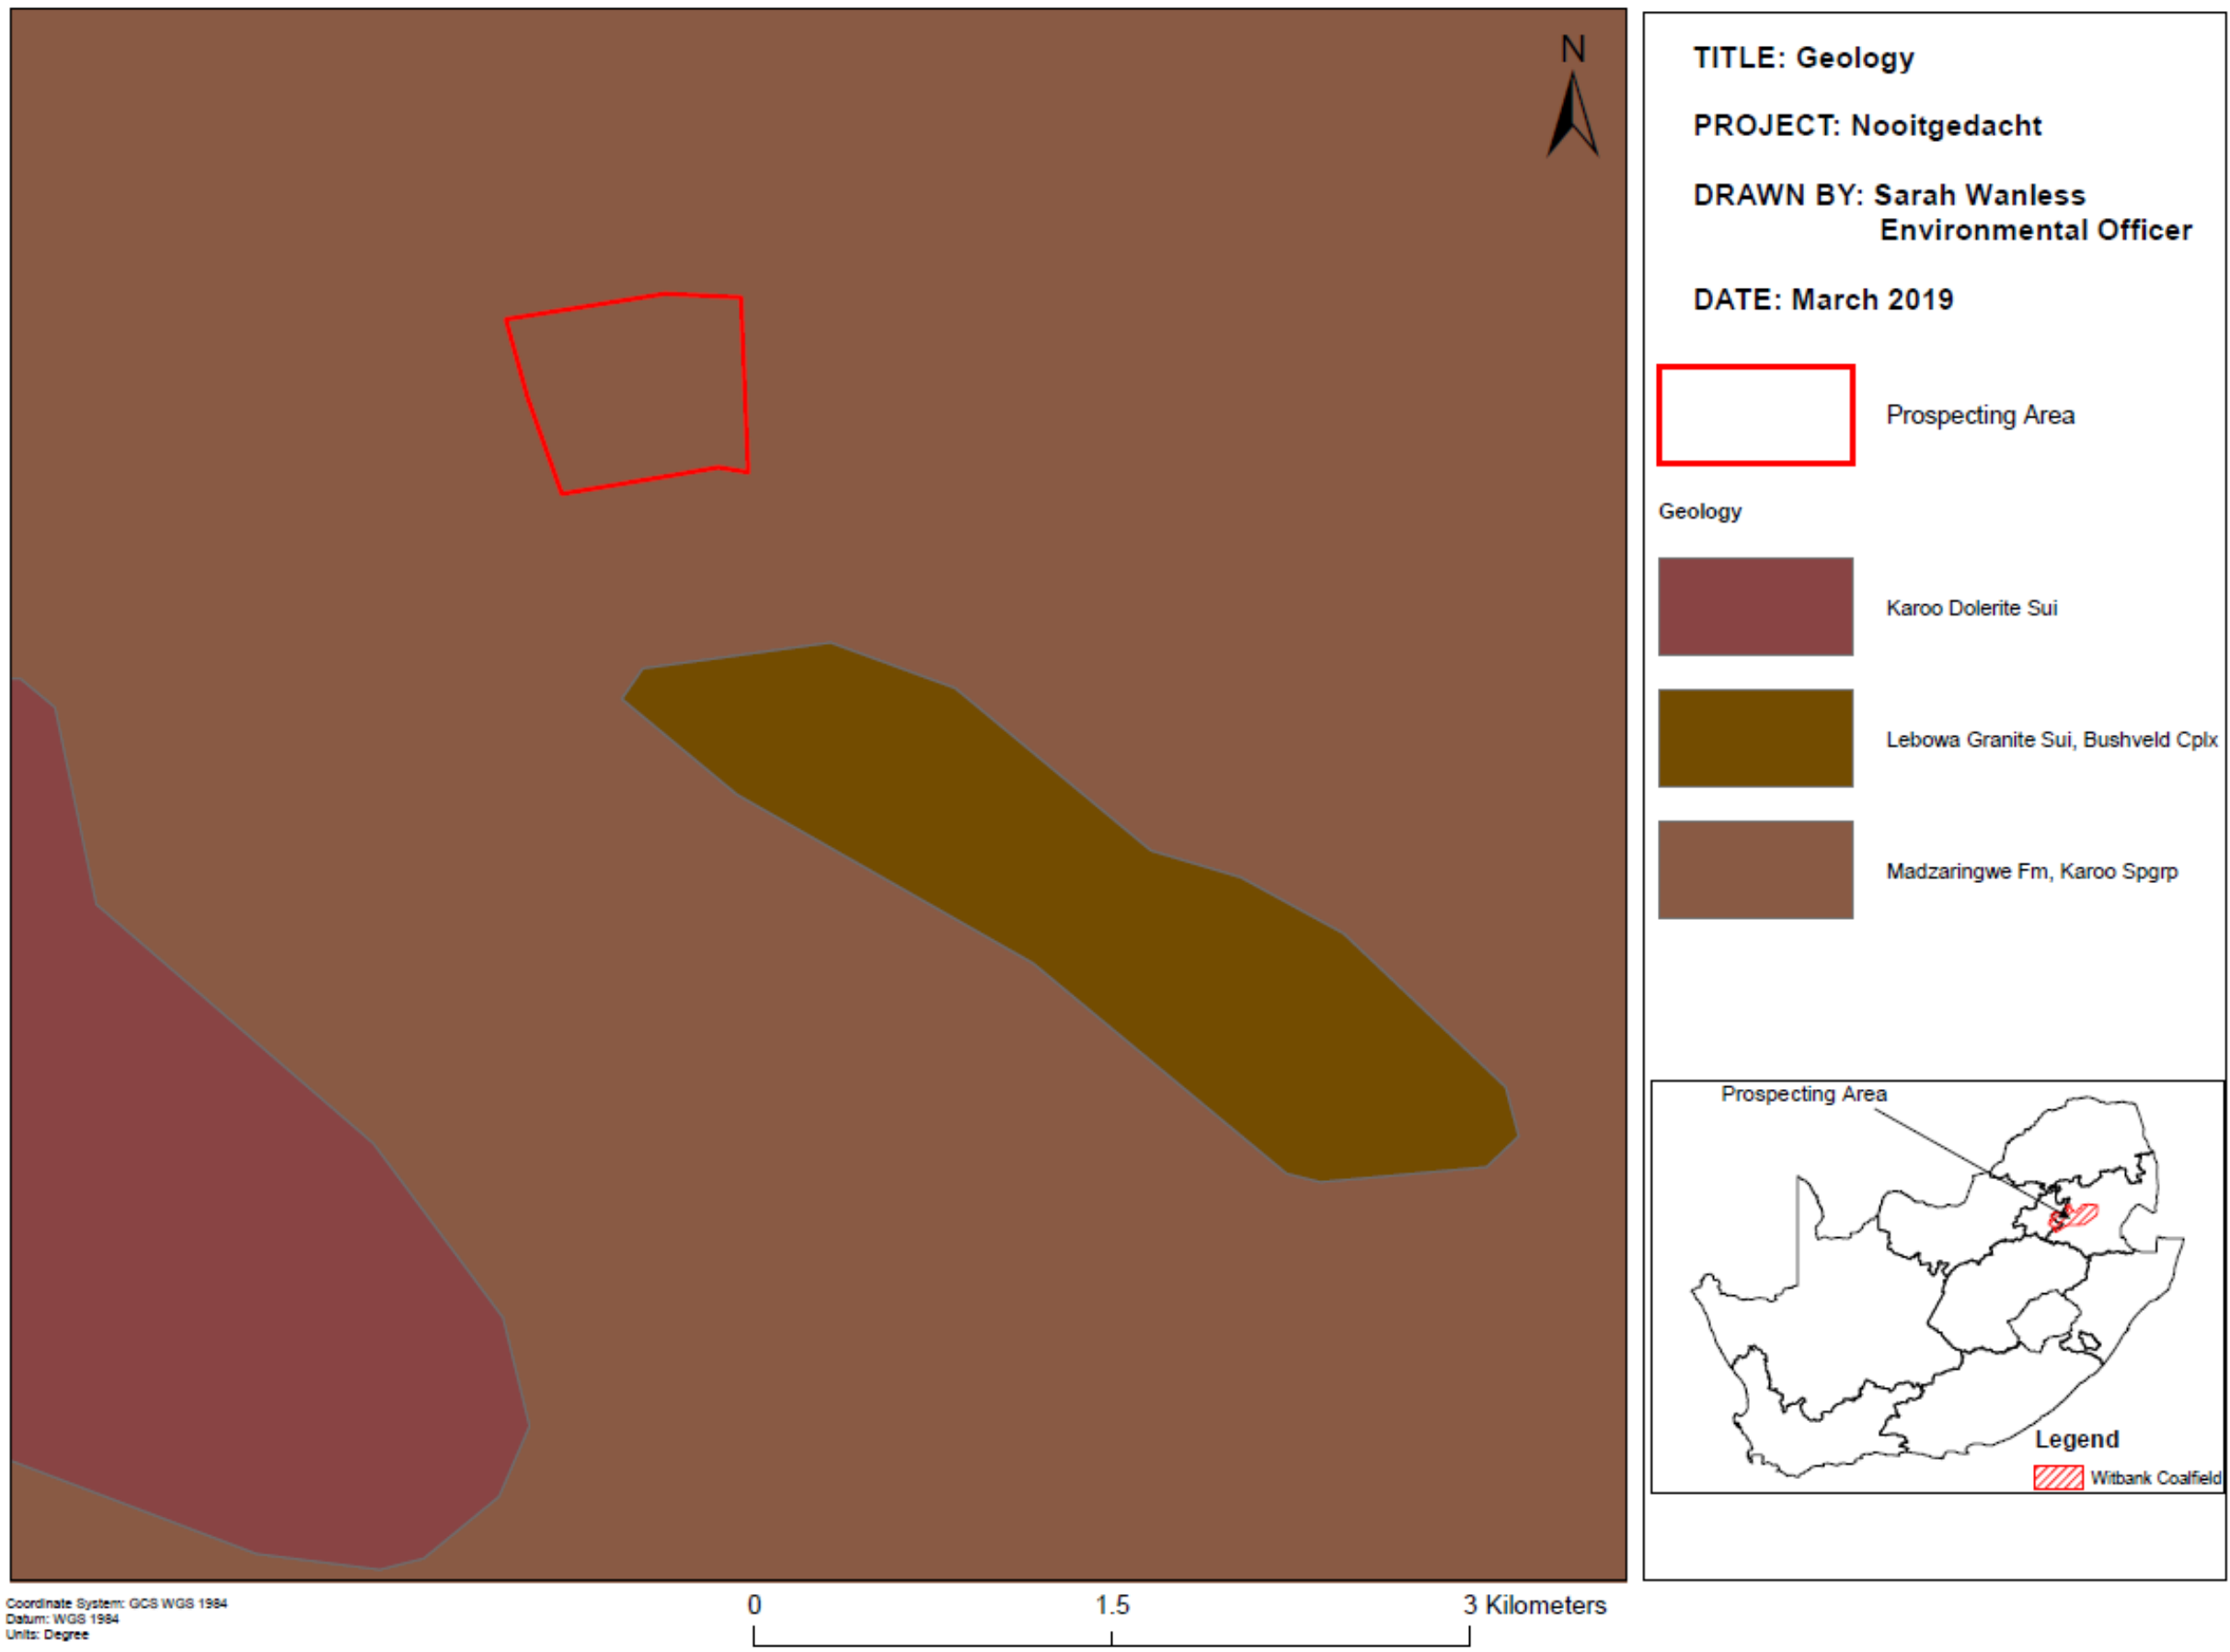 N
TITLE: Geology
PROJECT: Nooitgedacht
DRAWN BY: Sarah Wanless
Environmental Officer
DATE: March 2019
Prospecting Area
Geology
Karoo Dolerite Sui
Lebowa Granite Sui, Bushveld Cplx
Madzaringwe Fm, Karoo Spgrp
Prospecting Area
Legend
Witbank Coalfield
Coordinate System: GCS WGS 1984
Datum: WGS 1984
Units: Degree
0 1.5 3 Kilometers